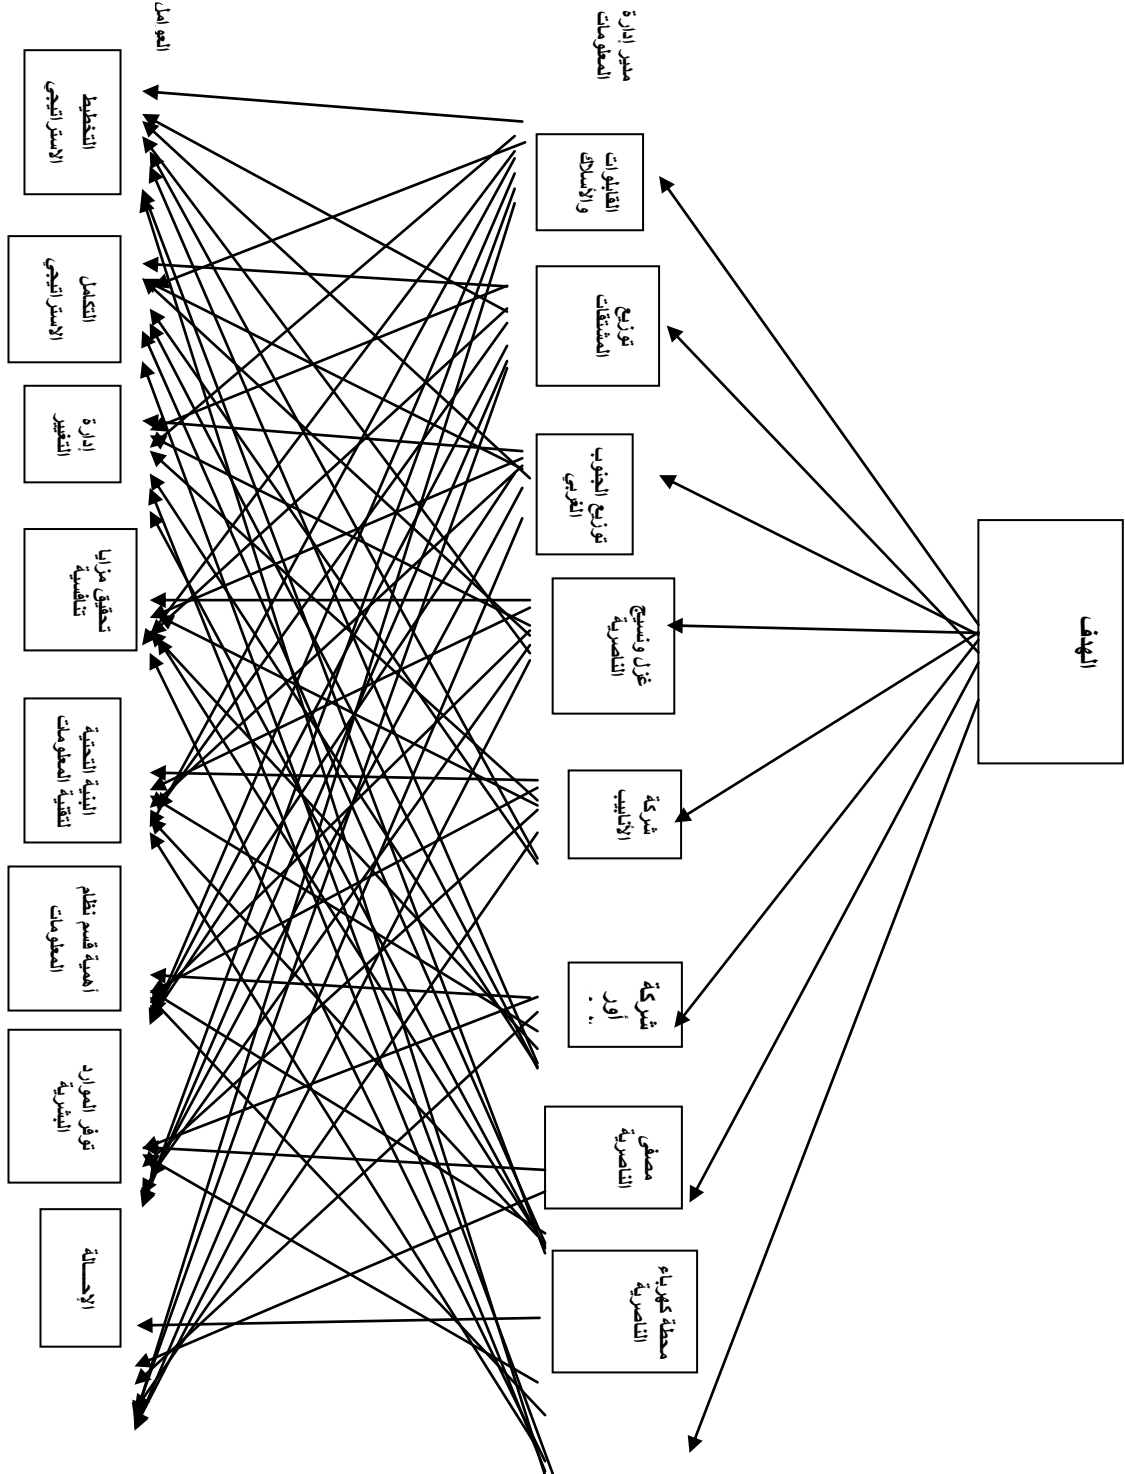 الهدف
مدير إدارة
المعلومات
القابلوات
والأسلاك
توزيع
المشتقات
توزيع الجنوب
الغربي
غزل ونسيج
الناصرية
شركة
الأنابيب
شركة
أور
مصفى
الناصرية
محطة كهرباء
الناصرية
العوامل
التخطيط
الاستراتيجي
التكامل
الاستراتيجي
إدارة
التغيير
تحقيق مزايا
تنافسية
البنية التحتية
لتقنية المعلومات
أهمية قسم نظام
المعلومات
توفر الموارد
البشرية
الإحـــالة